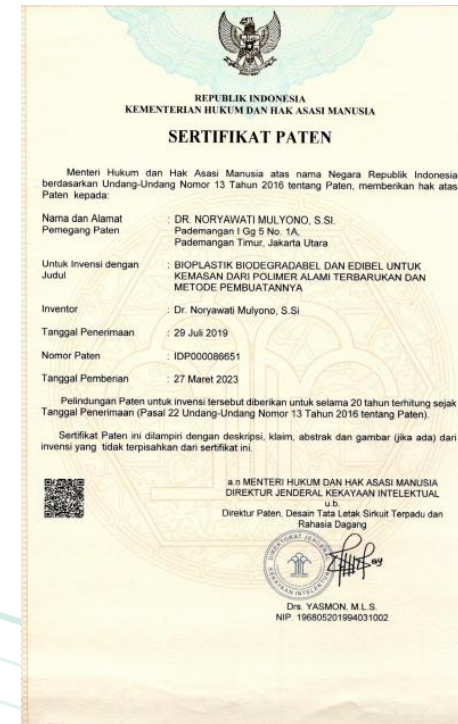 REPUBLIK INDONESIA
KEMENTERIAN HUKUM DAN HAK ASASI MANUSIA
SERTIFIKAT PATEN
Menteri Hukum dan Hak Asasi Manusia atas nama Negara Republik Indonesia
berdasarkan Undang-Undang Nomor 13 Tahun 2016 tentang Paten, memberikan hak atas
Paten kepada:
Nama dan Alamat Pemegang Paten : DR. NORYAWATI MULYONO, S.SI.
Pademangan I Gg 5 No. 1A,
Pademangan Timur, Jakarta Utara
Untuk Invensi dengan Judul : BIOPLASTIK BIODEGRADABEL DAN EDIBEL UNTUK
KEMASAN DARI POLIMER ALAMI TERBARUKAN DAN
METODE PEMBUATANNYA
Inventor : Dr. Noryawati Mulyono, S.Si
Tanggal Penerimaan : 29 Juli 2019
Nomor Paten : IDP000086651
Tanggal Pemberian : 27 Maret 2023
Pelindungan Paten untuk invensi tersebut diberikan untuk selama 20 tahun terhitung sejak
Tanggal Penerimaan (Pasal 22 Undang-Undang Nomor 13 Tahun 2016 tentang Paten).
Sertifikat Paten ini dilampiri dengan deskripsi, klaim, abstrak dan gambar (jika ada) dari
invensi yang tidak terpisahkan dari sertifikat ini.
a.n MENTERI HUKUM DAN HAK ASASI MANUSIA
DIREKTUR JENDERAL KEKAYAAN INTELEKTUAL
u.b.
Direktur Paten, Desain Tata Letak Sirkuit Terpadu dan
Rahasia Dagang
Drs. YASMON, M.L.S.
NIP. 196805201994031002